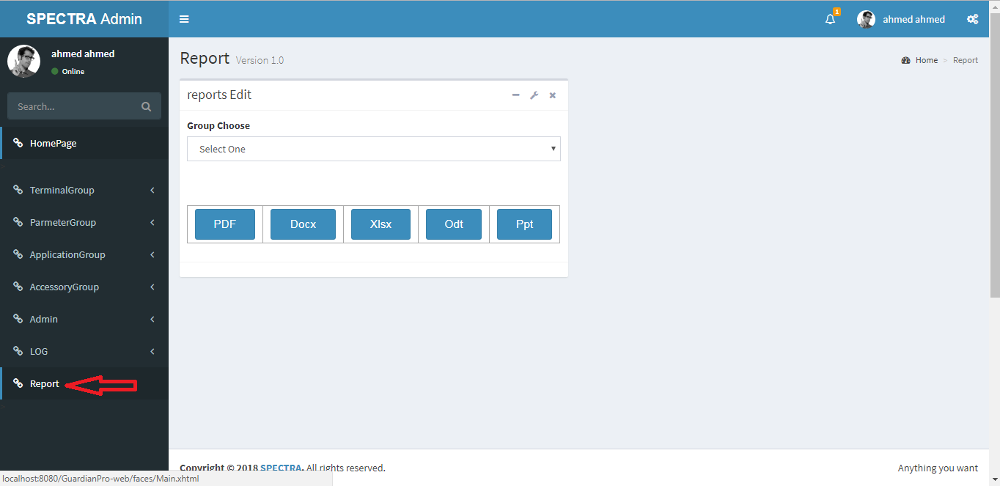 SPECTRA Admin
1
ahmed ahmed
ahmed ahmed
Online
Search...
HomePage
TerminalGroup
ParmeterGroup
ApplicationGroup
AccessoryGroup
Admin
LOG
Report
Report Version 1.0
Home > Report
reports Edit
Group Choose
Select One
PDF Docx Xlsx Odt Ppt
Copyright © 2018 SPECTRA. All rights reserved.
Anything you want
localhost:8080/GuardianPro-web/faces/Main.xhtml